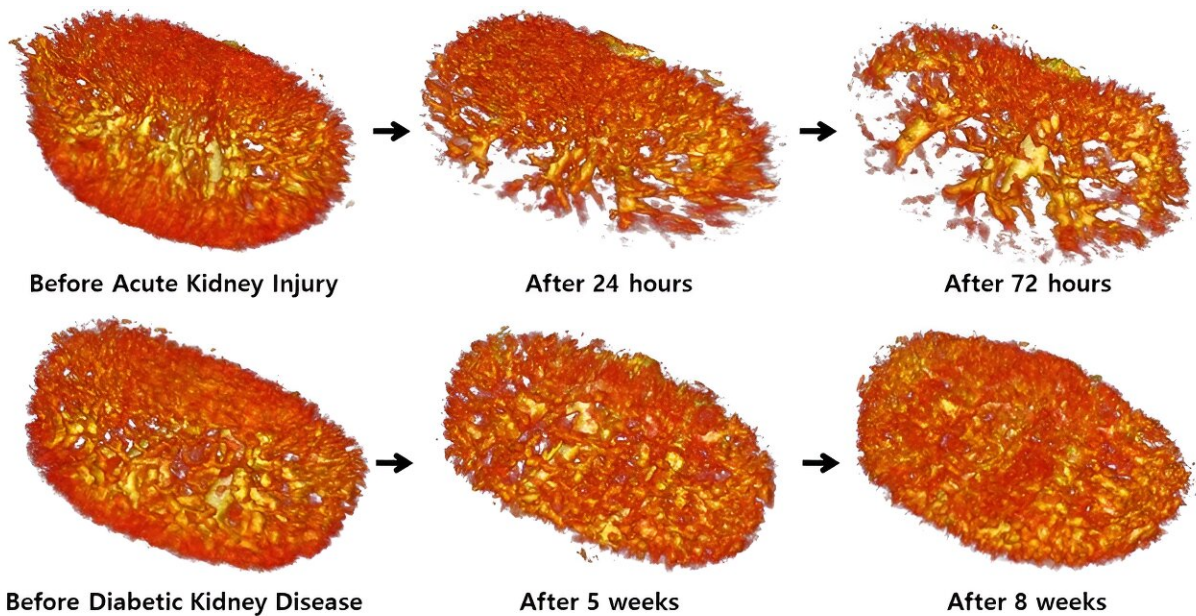 Before Acute Kidney Injury
After 24 hours
After 72 hours
Before Diabetic Kidney Disease
After 5 weeks
After 8 weeks